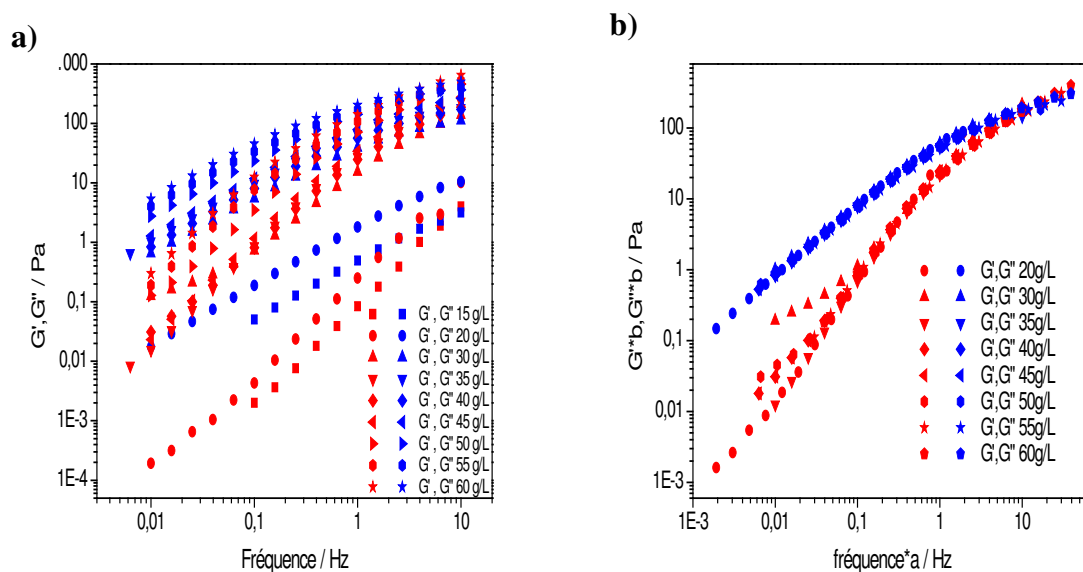 a)
.000
100
10
1
0,1
0,01
1E-3
1E-4
G', G'' / Pa
0,01
0,1
1
10
Fréquence / Hz
G', G'' 15 g/L
G', G'' 20 g/L
G', G'' 30 g/L
G', G'' 35 g/L
G', G'' 40 g/L
G', G'' 45 g/L
G', G'' 50 g/L
G', G'' 55 g/L
G', G'' 60 g/L
b)
100
10
1
0,1
0,01
1E-3
G'*b,G''*b / Pa
1E-3
0,01
0,1
1
10
fréquence*a / Hz
G',G'' 20g/L
G',G'' 30g/L
G',G'' 35g/L
G',G'' 40g/L
G',G'' 45g/L
G',G'' 50g/L
G',G'' 55g/L
G',G'' 60g/L